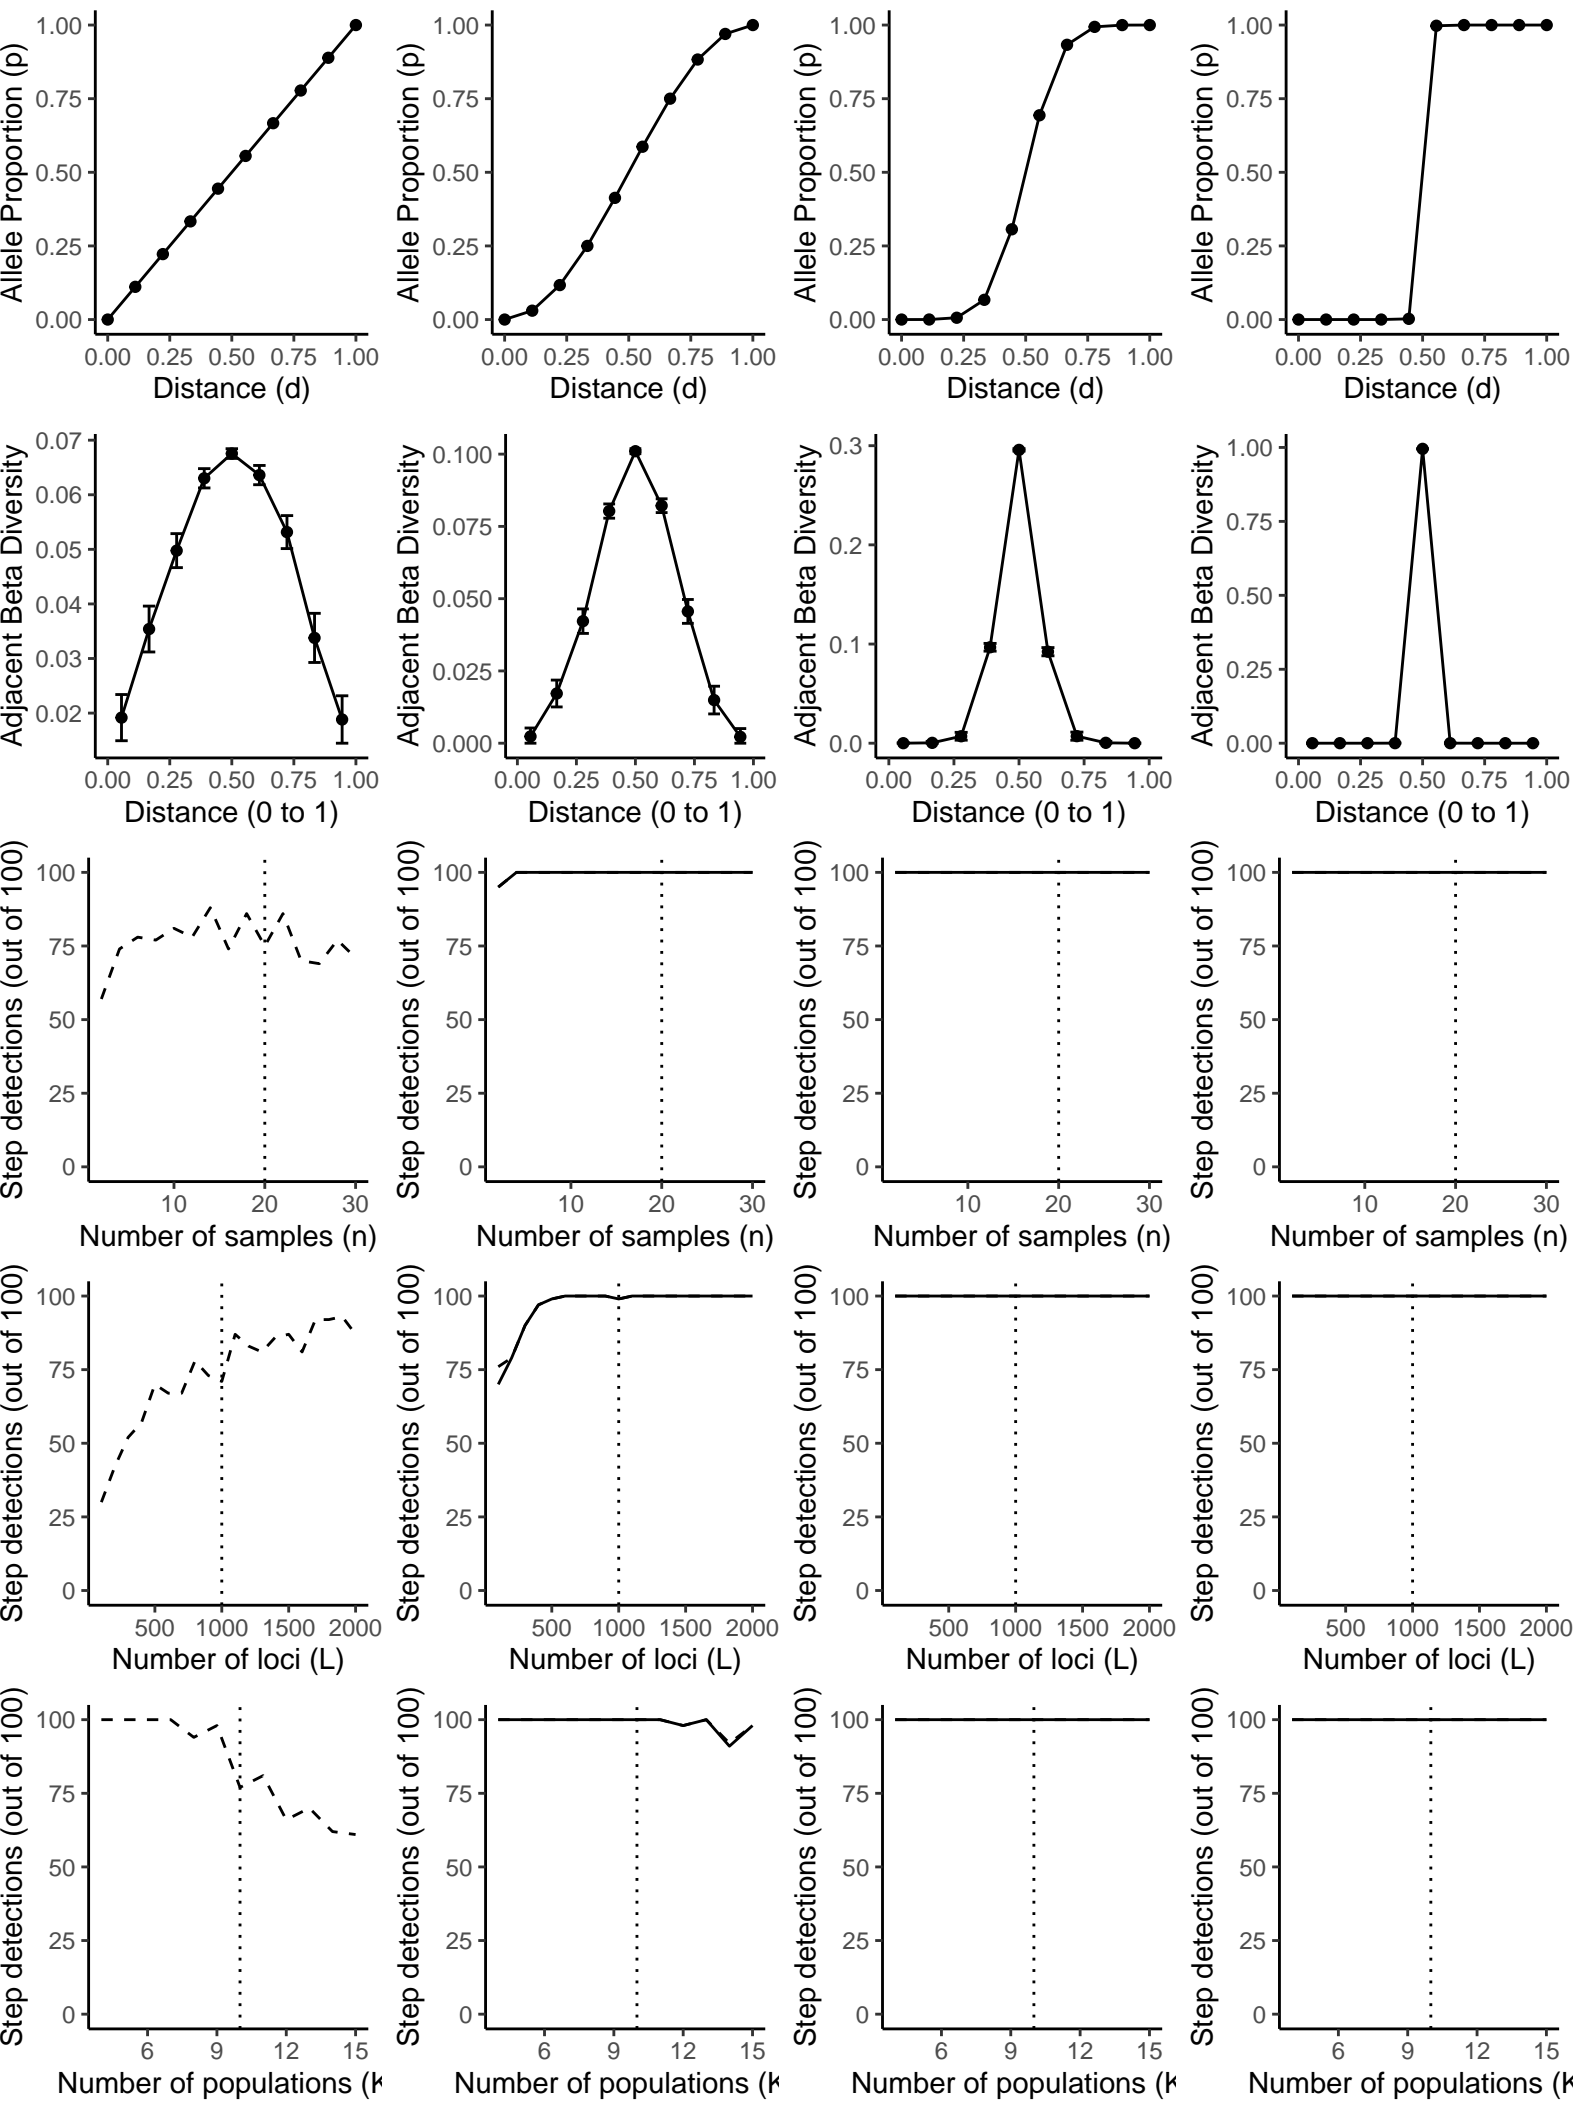 Allele Proportion (p)
1.00
0.75
0.50
0.25
0.00
0.00 0.25 0.50 0.75 1.00
Distance (d)
Allele Proportion (p)
1.00
0.75
0.50
0.25
0.00
0.00 0.25 0.50 0.75 1.00
Distance (d)
Allele Proportion (p)
1.00
0.75
0.50
0.25
0.00
0.00 0.25 0.50 0.75 1.00
Distance (d)
Allele Proportion (p)
1.00
0.75
0.50
0.25
0.00
0.00 0.25 0.50 0.75 1.00
Distance (d)
Adjacent Beta Diversity
0.07
0.06
0.05
0.04
0.03
0.02
0.00 0.25 0.50 0.75 1.00
Distance (0 to 1)
Adjacent Beta Diversity
0.100
0.075
0.050
0.025
0.000
0.00 0.25 0.50 0.75 1.00
Distance (0 to 1)
Adjacent Beta Diversity
0.3
0.2
0.1
0.0
0.00 0.25 0.50 0.75 1.00
Distance (0 to 1)
Adjacent Beta Diversity
1.00
0.75
0.50
0.25
0.00
0.00 0.25 0.50 0.75 1.00
Distance (0 to 1)
Step detections (out of 100)
100
75
50
25
0
10 20 30
Number of samples (n)
Step detections (out of 100)
100
75
50
25
0
10 20 30
Number of samples (n)
Step detections (out of 100)
100
75
50
25
0
10 20 30
Number of samples (n)
Step detections (out of 100)
100
75
50
25
0
10 20 30
Number of samples (n)
Step detections (out of 100)
100
75
50
25
0
500 1000 1500 2000
Number of loci (L)
Step detections (out of 100)
100
75
50
25
0
500 1000 1500 2000
Number of loci (L)
Step detections (out of 100)
100
75
50
25
0
500 1000 1500 2000
Number of loci (L)
Step detections (out of 100)
100
75
50
25
0
500 1000 1500 2000
Number of loci (L)
Step detections (out of 100)
100
75
50
25
0
6 9 12 15
Number of populations (K
Step detections (out of 100)
100
75
50
25
0
6 9 12 15
Number of populations (K
Step detections (out of 100)
100
75
50
25
0
6 9 12 15
Number of populations (K
Step detections (out of 100)
100
75
50
25
0
6 9 12 15
Number of populations (K